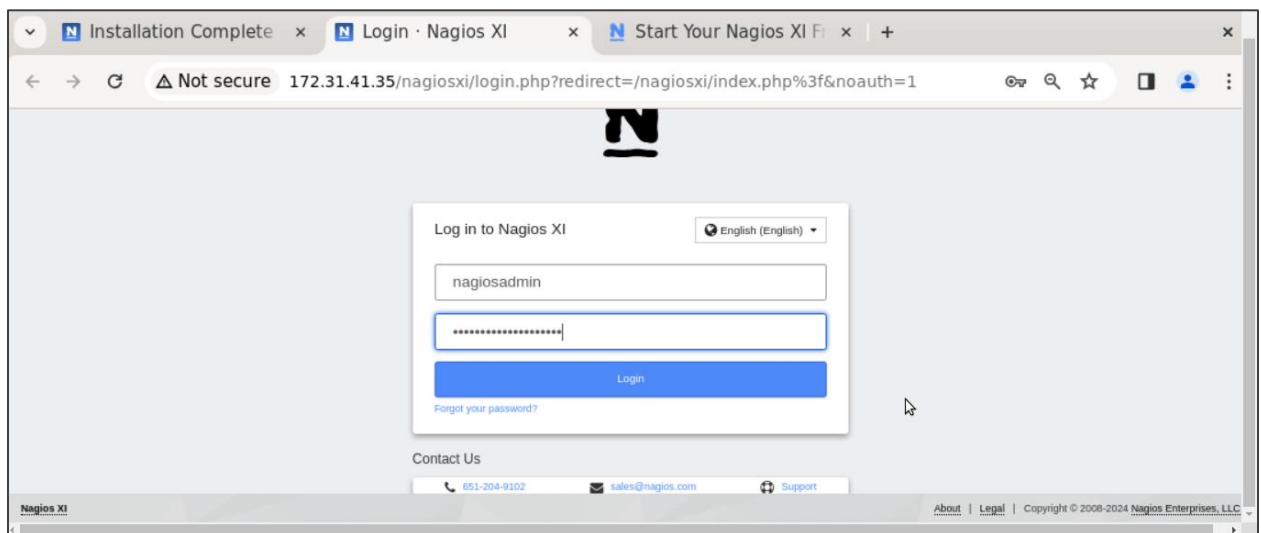 Installation Complete
Login · Nagios XI
Start Your Nagios XI F
Not secure 172.31.41.35/nagiosxi/login.php?redirect=/nagiosxi/index.php%3f&noauth=1
N
Log in to Nagios XI
English (English)
nagiosadmin
••••••••••••••••••••
Login
Forgot your password?
Contact Us
651-204-9102 sales@nagios.com Support
Nagios XI About | Legal | Copyright © 2008-2024 Nagios Enterprises, LLC